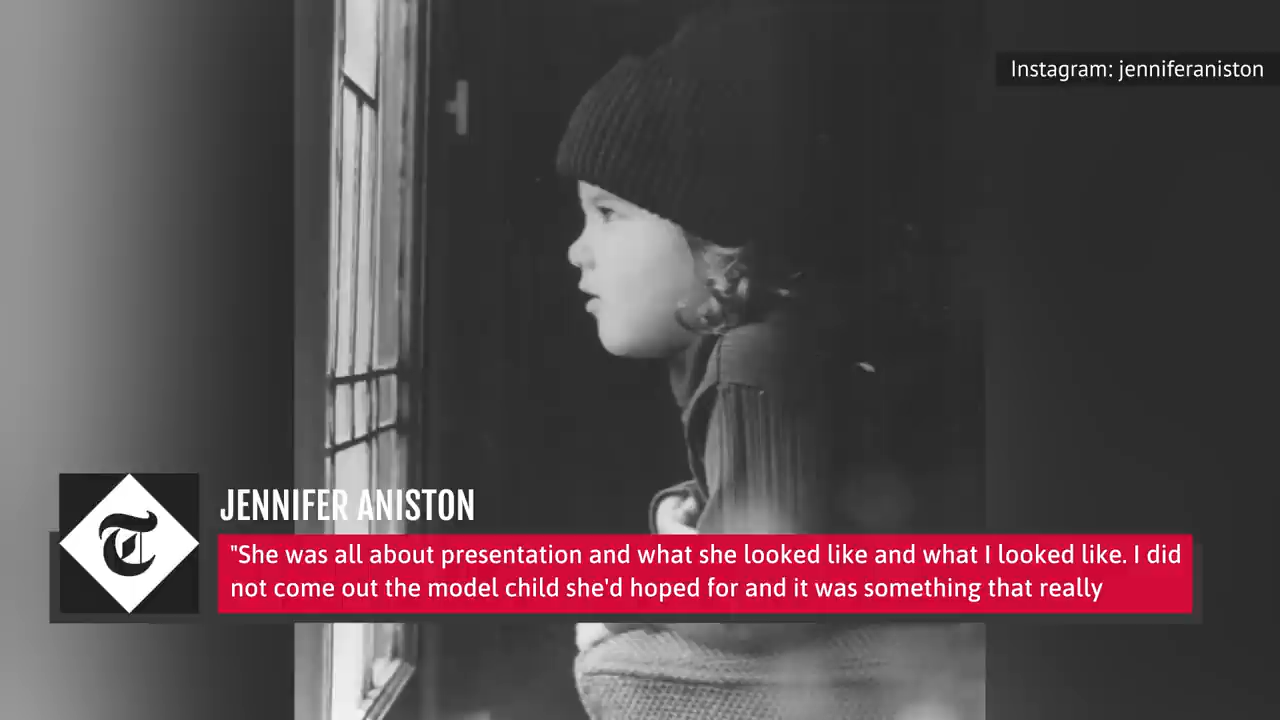 Instagram: jenniferaniston
T
JENNIFER ANISTON
"She was all about presentation and what she looked like and what I looked like. I did
not come out the model child she'd hoped for and it was something that really